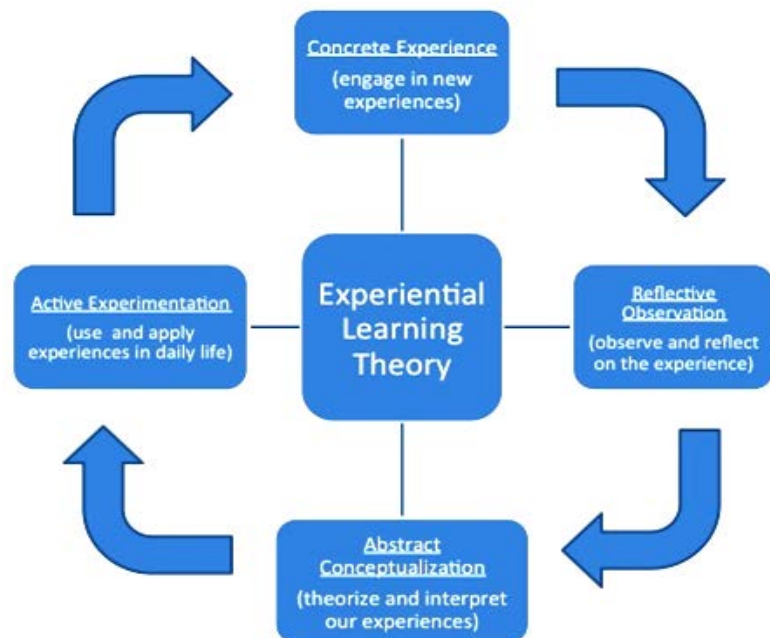 Concrete Experience
(engage in new
experiences)
Active Experimentation
(use and apply
experiences in daily life)
Experiential
Learning
Theory
Reflective
Observation
(observe and reflect
on the experience)
Abstract
Conceptualization
(theorize and interpret
our experiences)